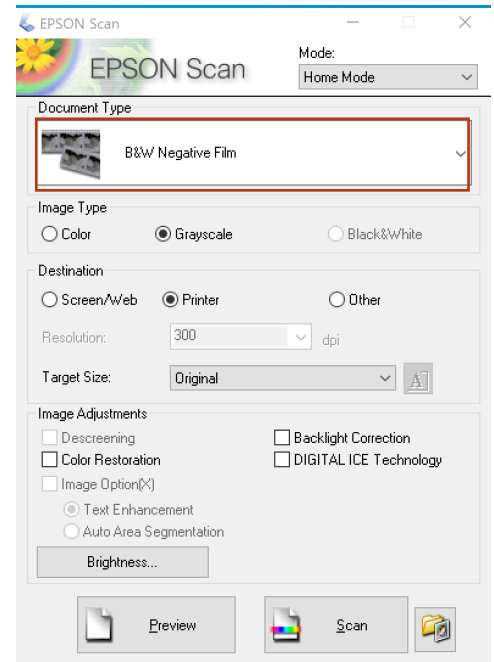 EPSON Scan
EPSON Scan
Mode:
Home Mode
Document Type
B&W Negative Film
Image Type
Color Grayscale Black&White
Destination
Screen/Web Printer Other
Resolution: 300 dpi
Target Size: Original
A
Image Adjustments
Descreening Backlight Correction
Color Restoration DIGITAL ICE Technology
Image Option(X)
Text Enhancement
Auto Area Segmentation
Brightness...
Preview Scan